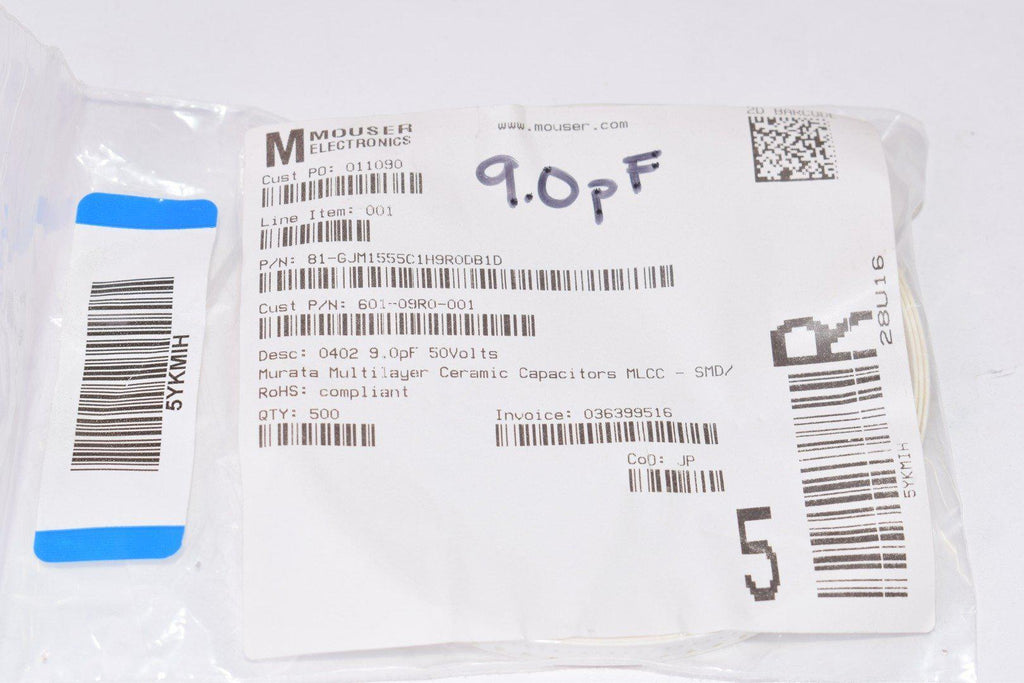 MOUSER
ELECTRONICS
www.mouser.com
2D BARCODE
9.0pF
Cust PO: 011090
Line Item: 001
P/N: 81-GJM1555C1H9R0DB1D
Cust P/N: 601-09R0-001
Desc: 0402 9.0pF 50Volts
Murata Multilayer Ceramic Capacitors MLCC - SMD/
RoHS: compliant
QTY: 500
Invoice: 036399516
CoO: JP
5
R
28U16
5YKMIH
5YKMIH